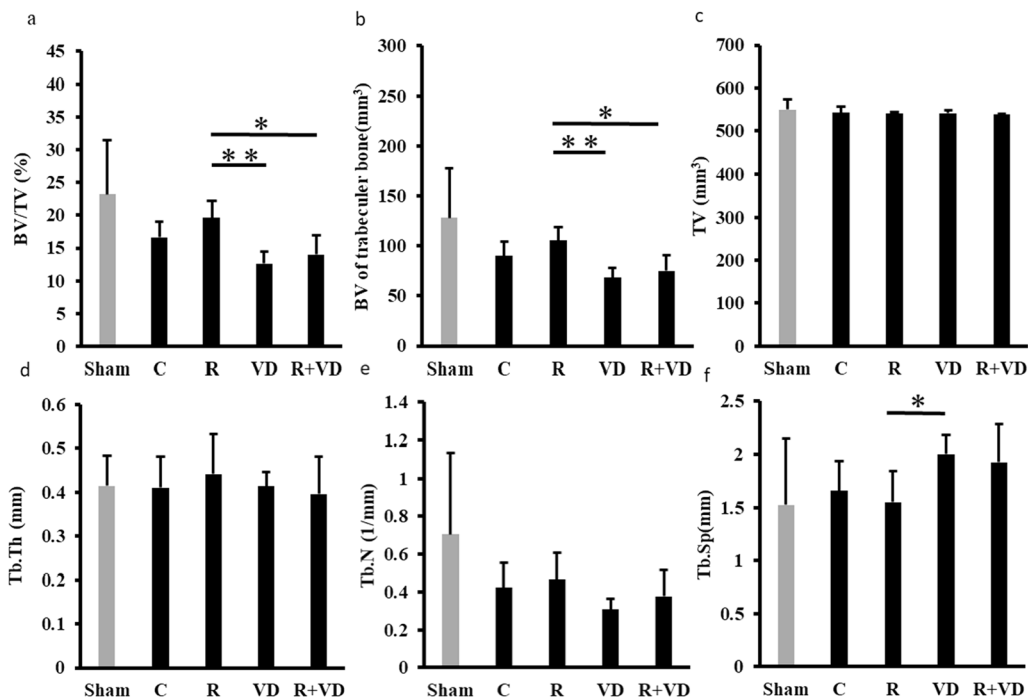 a
BV/TV (%)
45
40
35
30
25
20
15
10
5
0
*
**
Sham C R VD R+VD
b
BV of trabeculer bone(mm³)
300
250
200
150
100
50
0
*
**
Sham C R VD R+VD
c
TV (mm³)
700
600
500
400
300
200
100
0
Sham C R VD R+VD
d
Tb.Th (mm)
0.6
0.5
0.4
0.3
0.2
0.1
0
Sham C R VD R+VD
e
Tb.N (1/mm)
1.4
1.2
1
0.8
0.6
0.4
0.2
0
Sham C R VD R+VD
f
Tb.Sp(mm)
2.5
2
1.5
1
0.5
0
*
Sham C R VD R+VD